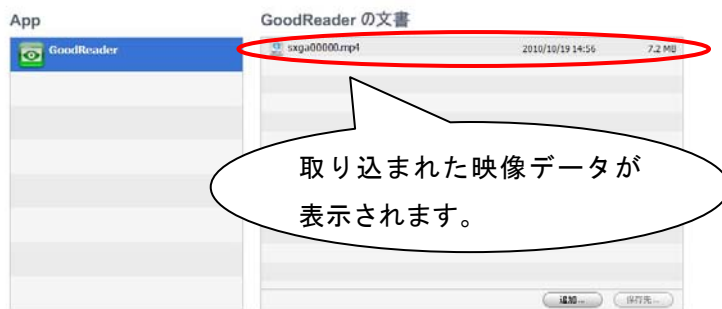 App
GoodReader の文書
GoodReader
sxga00000.mp4 2010/10/19 14:56 7.2 MB
取り込まれた映像データが
表示されます。
追加... 保存先...